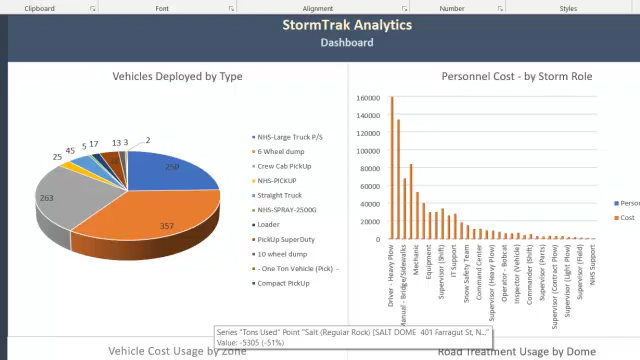 Clipboard
Font
Alignment
Number
Styles
StormTrak Analytics
Dashboard
Vehicles Deployed by Type
45
5
17
13
3
2
25
250
263
357
NHS-Large Truck P/S
6 Wheel dump
Crew Cab PickUp
NHS-PICKUP
Straight Truck
NHS-SPRAY-2500G
Loader
PickUp SuperDuty
10 wheel dump
- One Ton Vehicle (Pick) -
Compact PickUp
Personnel Cost - by Storm Role
160000
140000
120000
100000
80000
60000
40000
20000
0
Driver - Heavy Plow
Manual - Bridge/Sidewalks
Mechanic
Equipment
Supervisor (Shift)
IT Support
Snow Safety Team
Command Center
Supervisor (Heavy Plow)
Operator - Bobcat
Inspector (Vehicle)
Commander (Shift)
Supervisor (Parts)
Supervisor (Contract Plow)
Supervisor (Light Plow)
Supervisor (Field)
NHS Support
Person
Cost
Series "Tons Used" Point "Salt (Regular Rock) [SALT DOME 401 Farragut St, N..."
Value: -5305 (-51%)
Vehicle Cost Usage by Zone
Road Treatment Usage by Dome